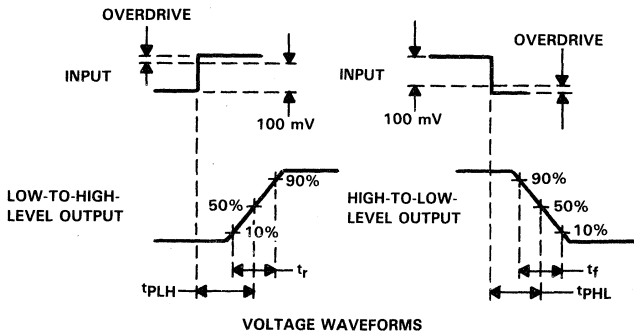 OVERDRIVE
INPUT
100 mV
LOW-TO-HIGH-
LEVEL OUTPUT
90%
50%
10%
tr
tPLH
OVERDRIVE
INPUT
100 mV
HIGH-TO-LOW-
LEVEL OUTPUT
90%
50%
10%
tf
tPHL
VOLTAGE WAVEFORMS